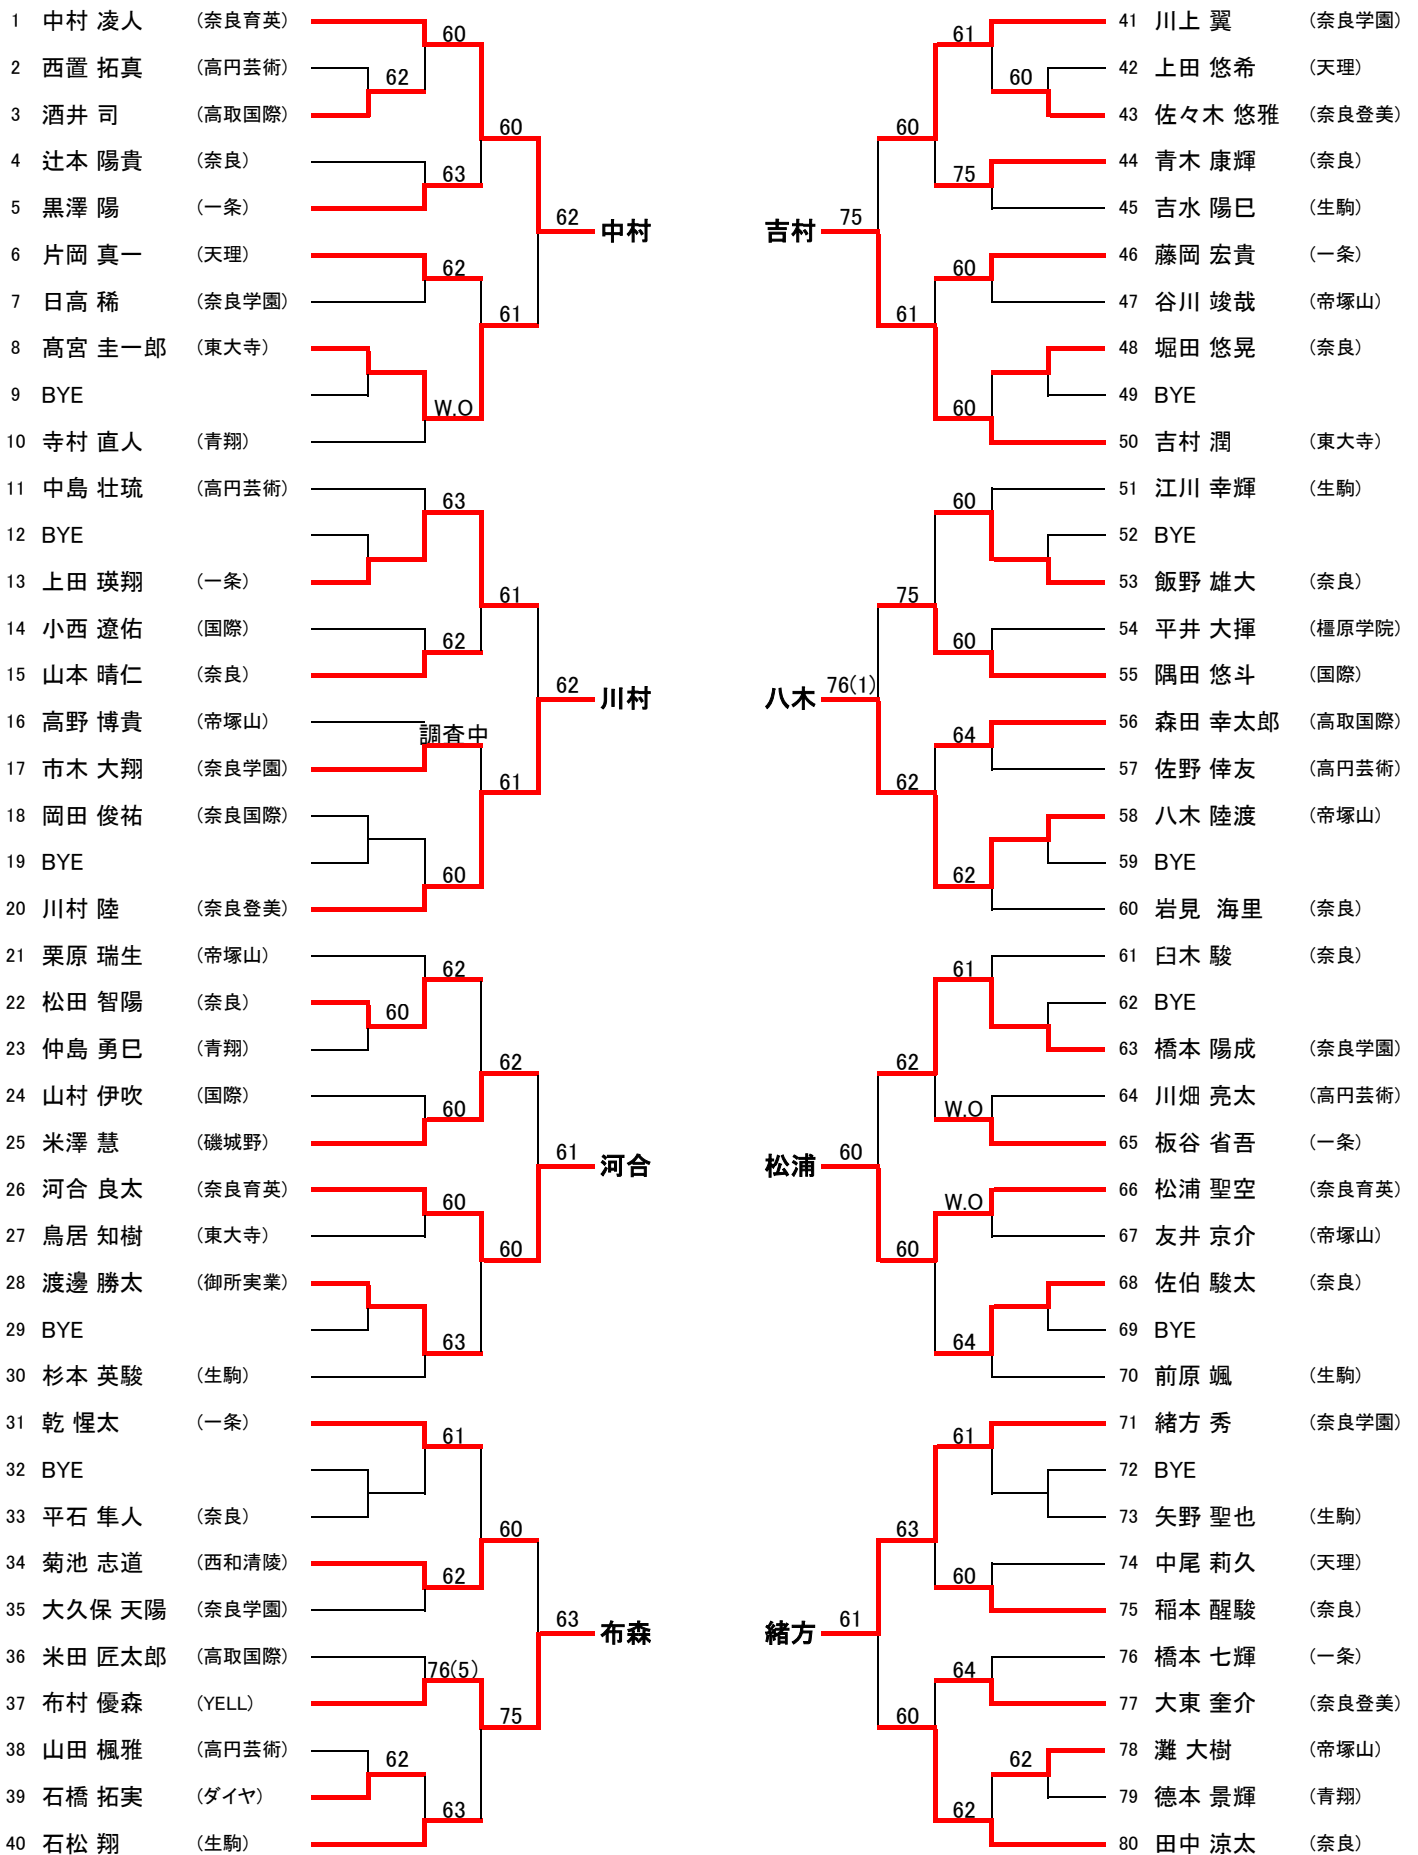 1 中村 凌人 (奈良育英)
60
2 西置 拓真 (高円芸術)
62
3 酒井 司 (高取国際)
60
4 辻本 陽貴 (奈良)
63
5 黒澤 陽 (一条)
62 中村
6 片岡 真一 (天理)
62
7 日高 稀 (奈良学園)
61
8 髙宮 圭一郎 (東大寺)
9 BYE
W.O
10 寺村 直人 (青翔)
11 中島 壮琉 (高円芸術)
63
12 BYE
13 上田 瑛翔 (一条)
61
14 小西 遼佑 (国際)
62
15 山本 晴仁 (奈良)
62 川村
16 高野 博貴 (帝塚山)
調査中
17 市木 大翔 (奈良学園)
61
18 岡田 俊祐 (奈良国際)
19 BYE
60
20 川村 陸 (奈良登美)
21 栗原 瑞生 (帝塚山)
62
22 松田 智陽 (奈良)
60
23 仲島 勇巳 (青翔)
62
24 山村 伊吹 (国際)
60
25 米澤 慧 (磯城野)
61 河合
26 河合 良太 (奈良育英)
60
27 鳥居 知樹 (東大寺)
60
28 渡邊 勝太 (御所実業)
29 BYE
63
30 杉本 英駿 (生駒)
31 乾 惺太 (一条)
61
32 BYE
33 平石 隼人 (奈良)
60
34 菊池 志道 (西和清陵)
62
35 大久保 天陽 (奈良学園)
63 布森
36 米田 匠太郎 (高取国際)
76(5)
37 布村 優森 (YELL)
75
38 山田 楓雅 (高円芸術)
62
39 石橋 拓実 (ダイヤ)
63
40 石松 翔 (生駒)
41 川上 翼 (奈良学園)
61
42 上田 悠希 (天理)
60
43 佐々木 悠雅 (奈良登美)
60
44 青木 康輝 (奈良)
75
45 吉水 陽巳 (生駒)
吉村 75
46 藤岡 宏貴 (一条)
60
47 谷川 竣哉 (帝塚山)
61
48 堀田 悠晃 (奈良)
49 BYE
60
50 吉村 潤 (東大寺)
51 江川 幸輝 (生駒)
60
52 BYE
53 飯野 雄大 (奈良)
75
54 平井 大揮 (橿原学院)
60
55 隅田 悠斗 (国際)
八木 76(1)
56 森田 幸太郎 (高取国際)
64
57 佐野 倖友 (高円芸術)
62
58 八木 陸渡 (帝塚山)
59 BYE
62
60 岩見 海里 (奈良)
61 臼木 駿 (奈良)
61
62 BYE
63 橋本 陽成 (奈良学園)
62
64 川畑 亮太 (高円芸術)
W.O
65 板谷 省吾 (一条)
松浦 60
66 松浦 聖空 (奈良育英)
W.O
67 友井 京介 (帝塚山)
60
68 佐伯 駿太 (奈良)
69 BYE
64
70 前原 颯 (生駒)
71 緒方 秀 (奈良学園)
61
72 BYE
73 矢野 聖也 (生駒)
63
74 中尾 莉久 (天理)
60
75 稲本 醒駿 (奈良)
緒方 61
76 橋本 七輝 (一条)
64
77 大東 奎介 (奈良登美)
60
78 灘 大樹 (帝塚山)
62
79 德本 景輝 (青翔)
62
80 田中 涼太 (奈良)